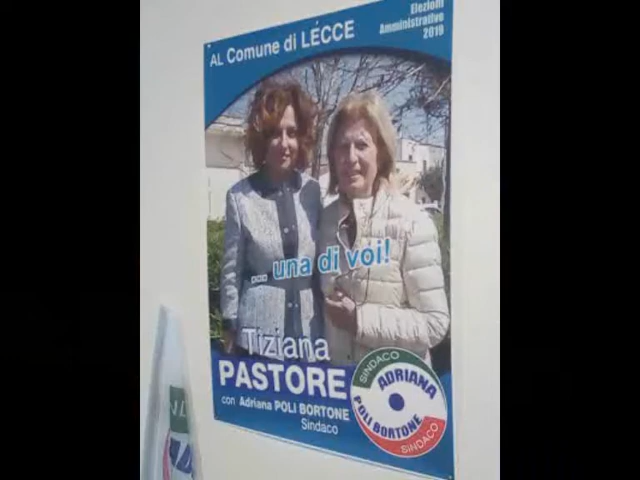 AL Comune di LECCE
Elezioni
Amministrative
2019
... una di voi!
Tiziana
PASTORE
con Adriana POLI BORTONE
Sindaco
SINDACO
ADRIANA
POLI BORTONE
SINDACO